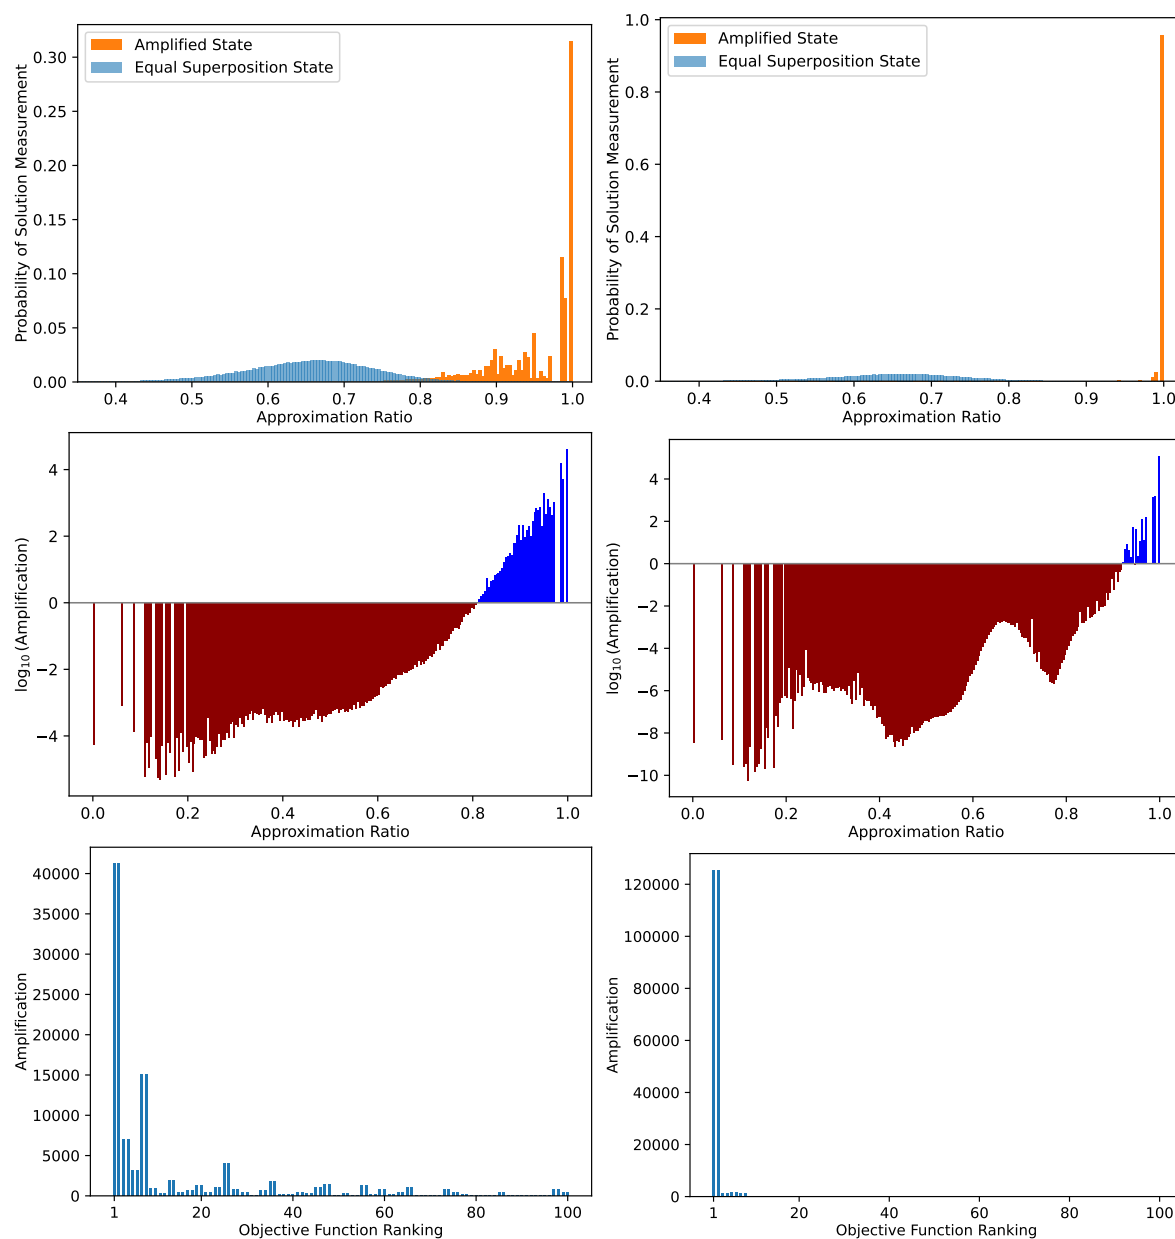 Amplified State
Equal Superposition State
Probability of Solution Measurement
0.30
0.25
0.20
0.15
0.10
0.05
0.00
0.4 0.5 0.6 0.7 0.8 0.9 1.0
Approximation Ratio
Amplified State
Equal Superposition State
Probability of Solution Measurement
1.0
0.8
0.6
0.4
0.2
0.0
0.4 0.5 0.6 0.7 0.8 0.9 1.0
Approximation Ratio
log₁₀(Amplification)
4
2
0
−2
−4
0.0 0.2 0.4 0.6 0.8 1.0
Approximation Ratio
log₁₀(Amplification)
4
2
0
−2
−4
−6
−8
−10
0.0 0.2 0.4 0.6 0.8 1.0
Approximation Ratio
Amplification
40000
35000
30000
25000
20000
15000
10000
5000
0
1 20 40 60 80 100
Objective Function Ranking
Amplification
120000
100000
80000
60000
40000
20000
0
1 20 40 60 80 100
Objective Function Ranking